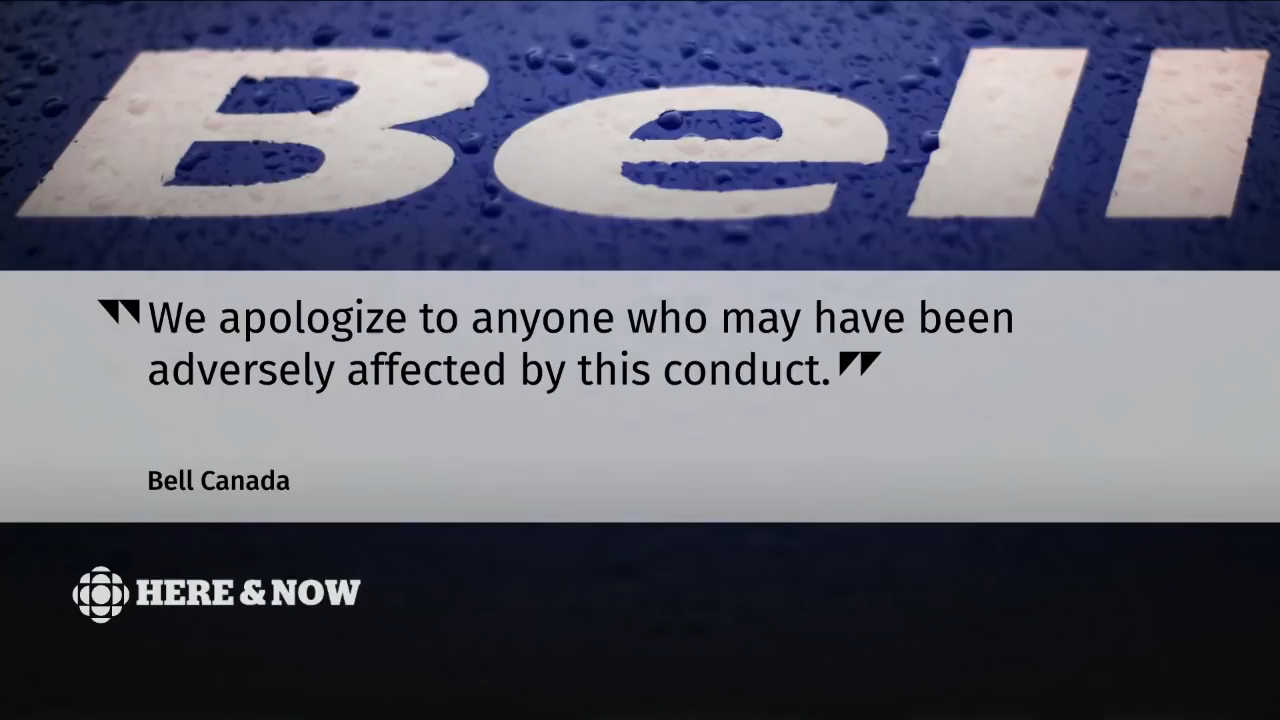 Bell
"We apologize to anyone who may have been
adversely affected by this conduct."
Bell Canada
HERE & NOW